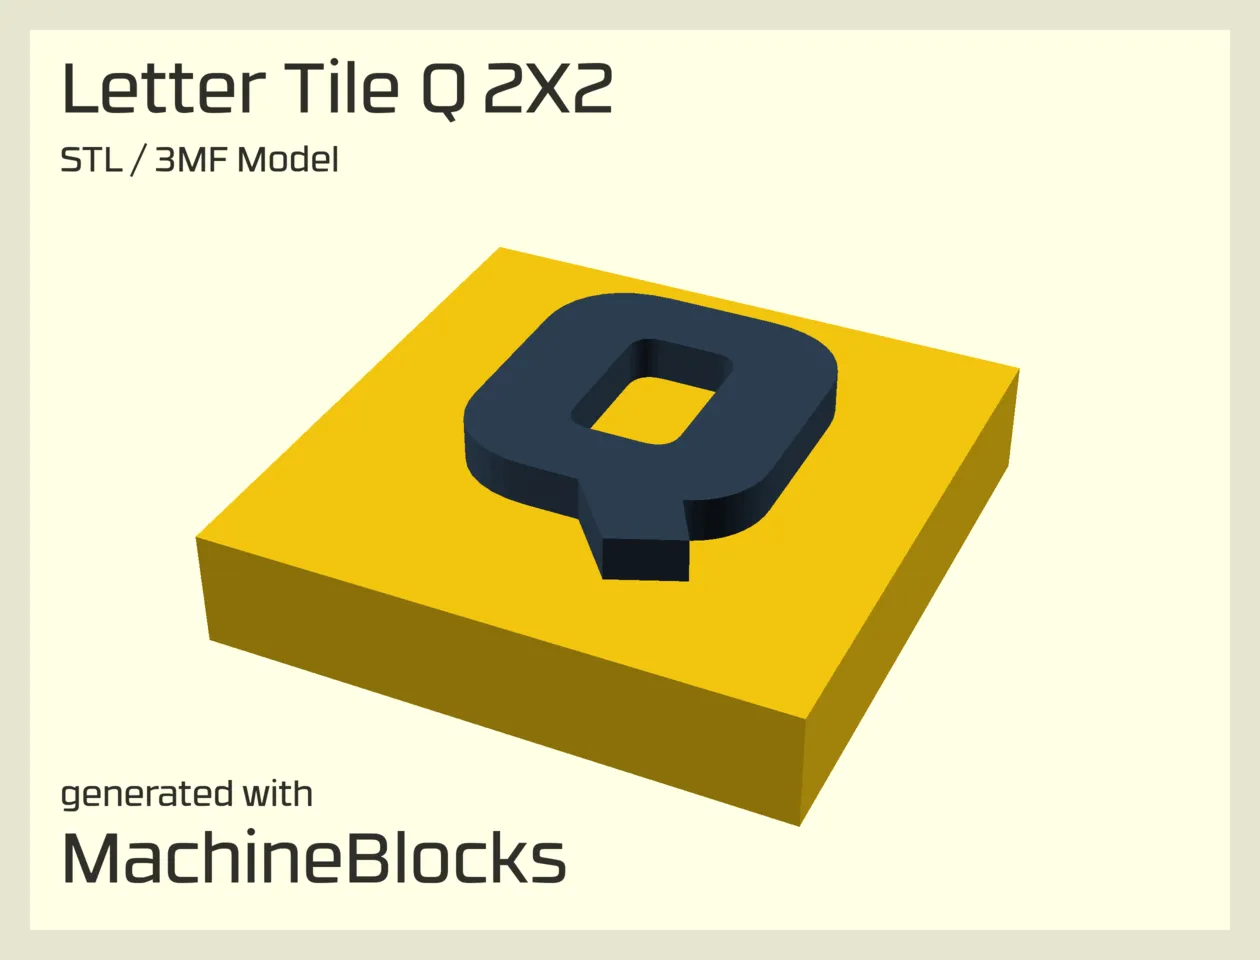 Letter Tile Q 2X2
STL / 3MF Model
Q
generated with
MachineBlocks